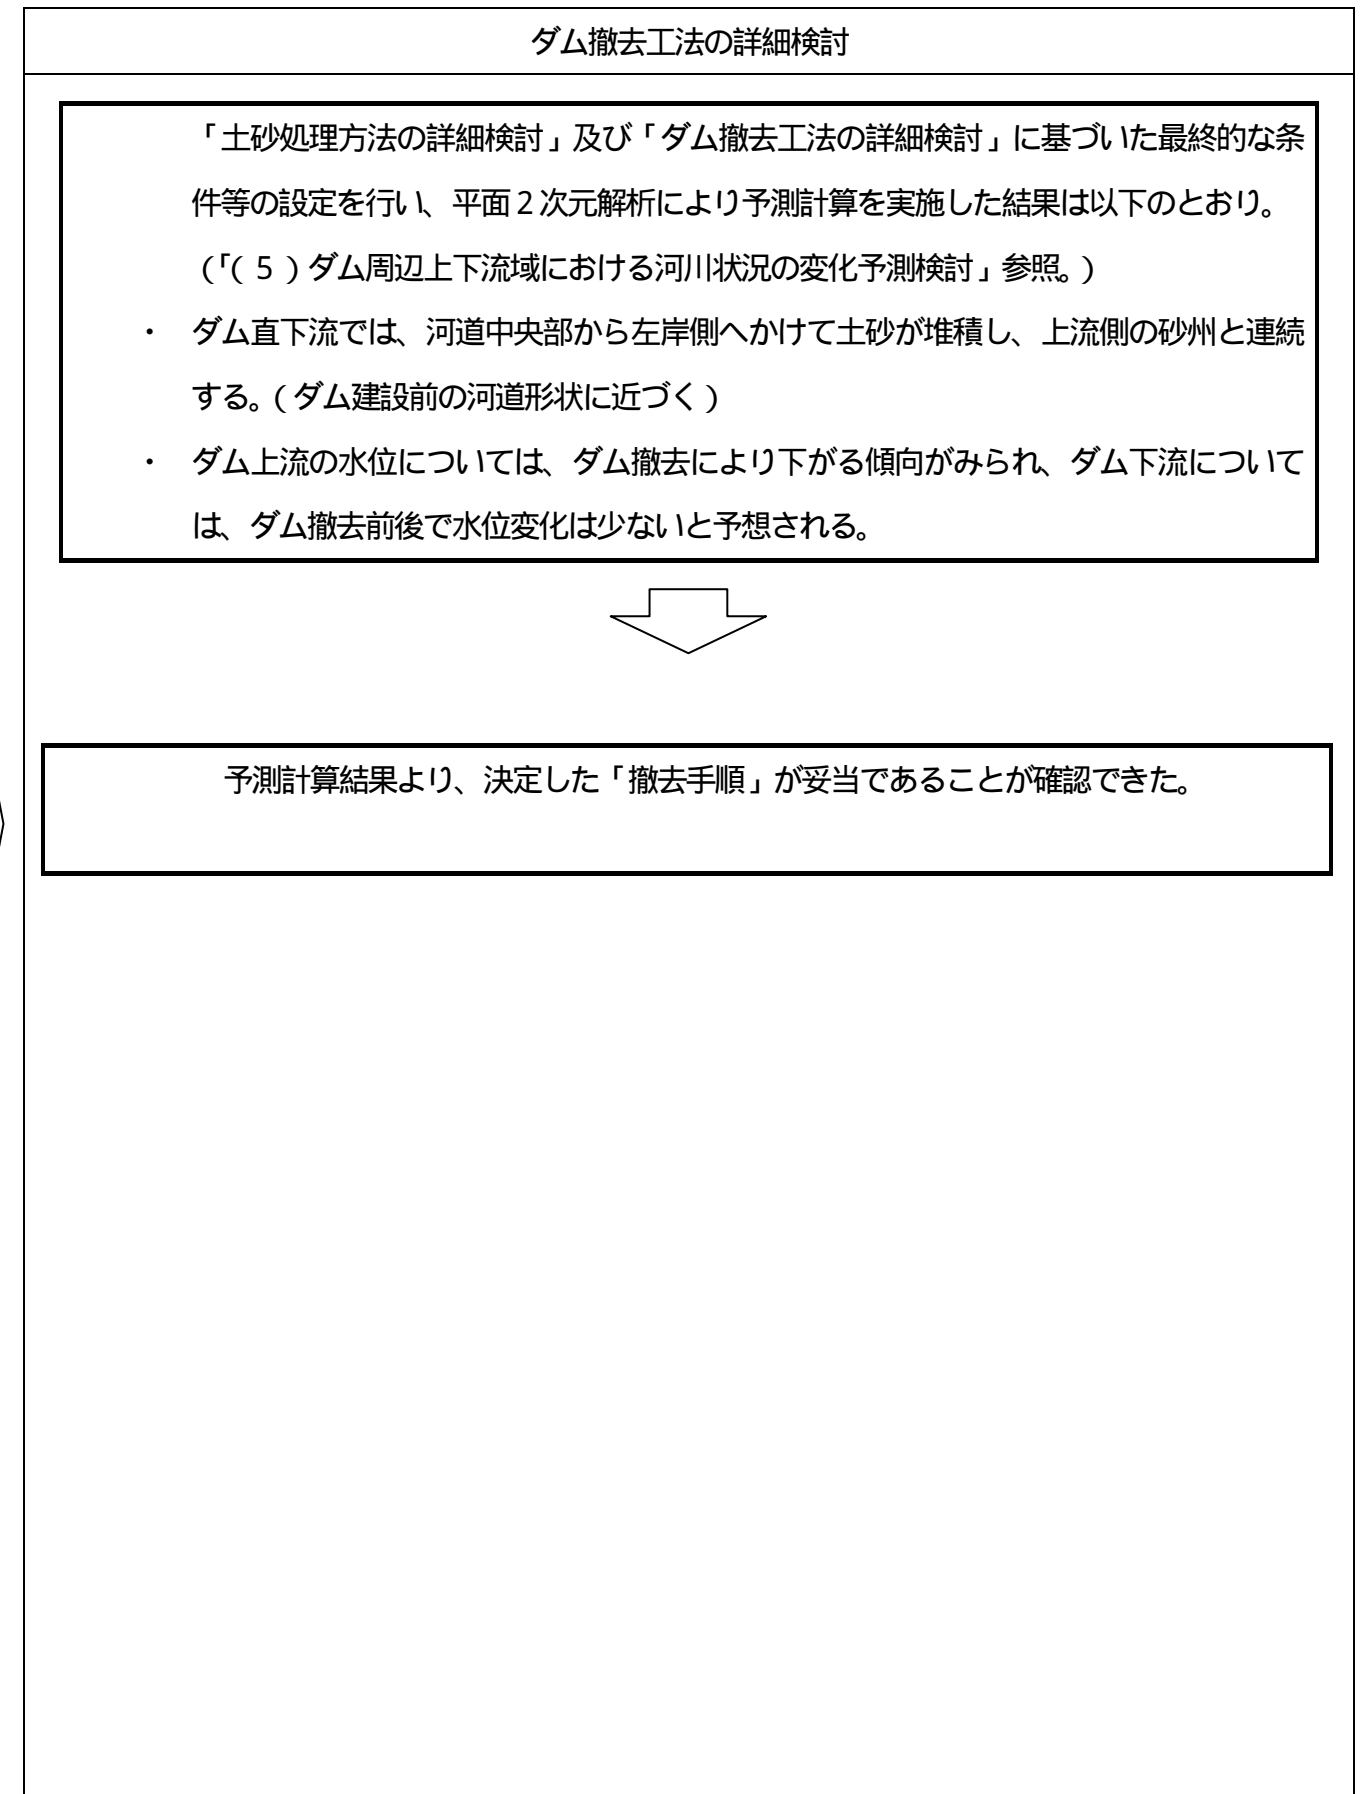 ダム撤去工法の詳細検討
「土砂処理方法の詳細検討」及び「ダム撤去工法の詳細検討」に基づいた最終的な条
件等の設定を行い、平面２次元解析により予測計算を実施した結果は以下のとおり。
（「（５）ダム周辺上下流域における河川状況の変化予測検討」参照。）
・ ダム直下流では、河道中央部から左岸側へかけて土砂が堆積し、上流側の砂州と連続
する。（ダム建設前の河道形状に近づく）
・ ダム上流の水位については、ダム撤去により下がる傾向がみられ、ダム下流について
は、ダム撤去前後で水位変化は少ないと予想される。
予測計算結果より、決定した「撤去手順」が妥当であることが確認できた。